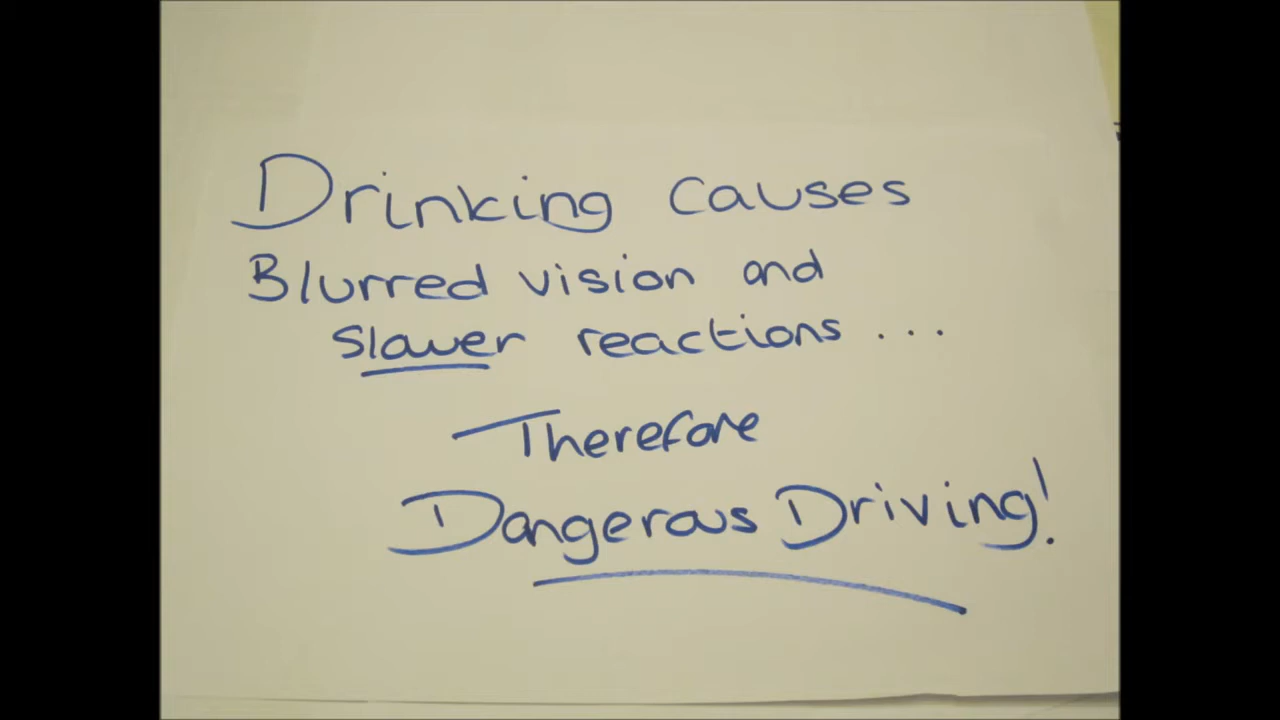 Drinking causes
Blurred vision and
Slower reactions ...
Therefore
Dangerous Driving!